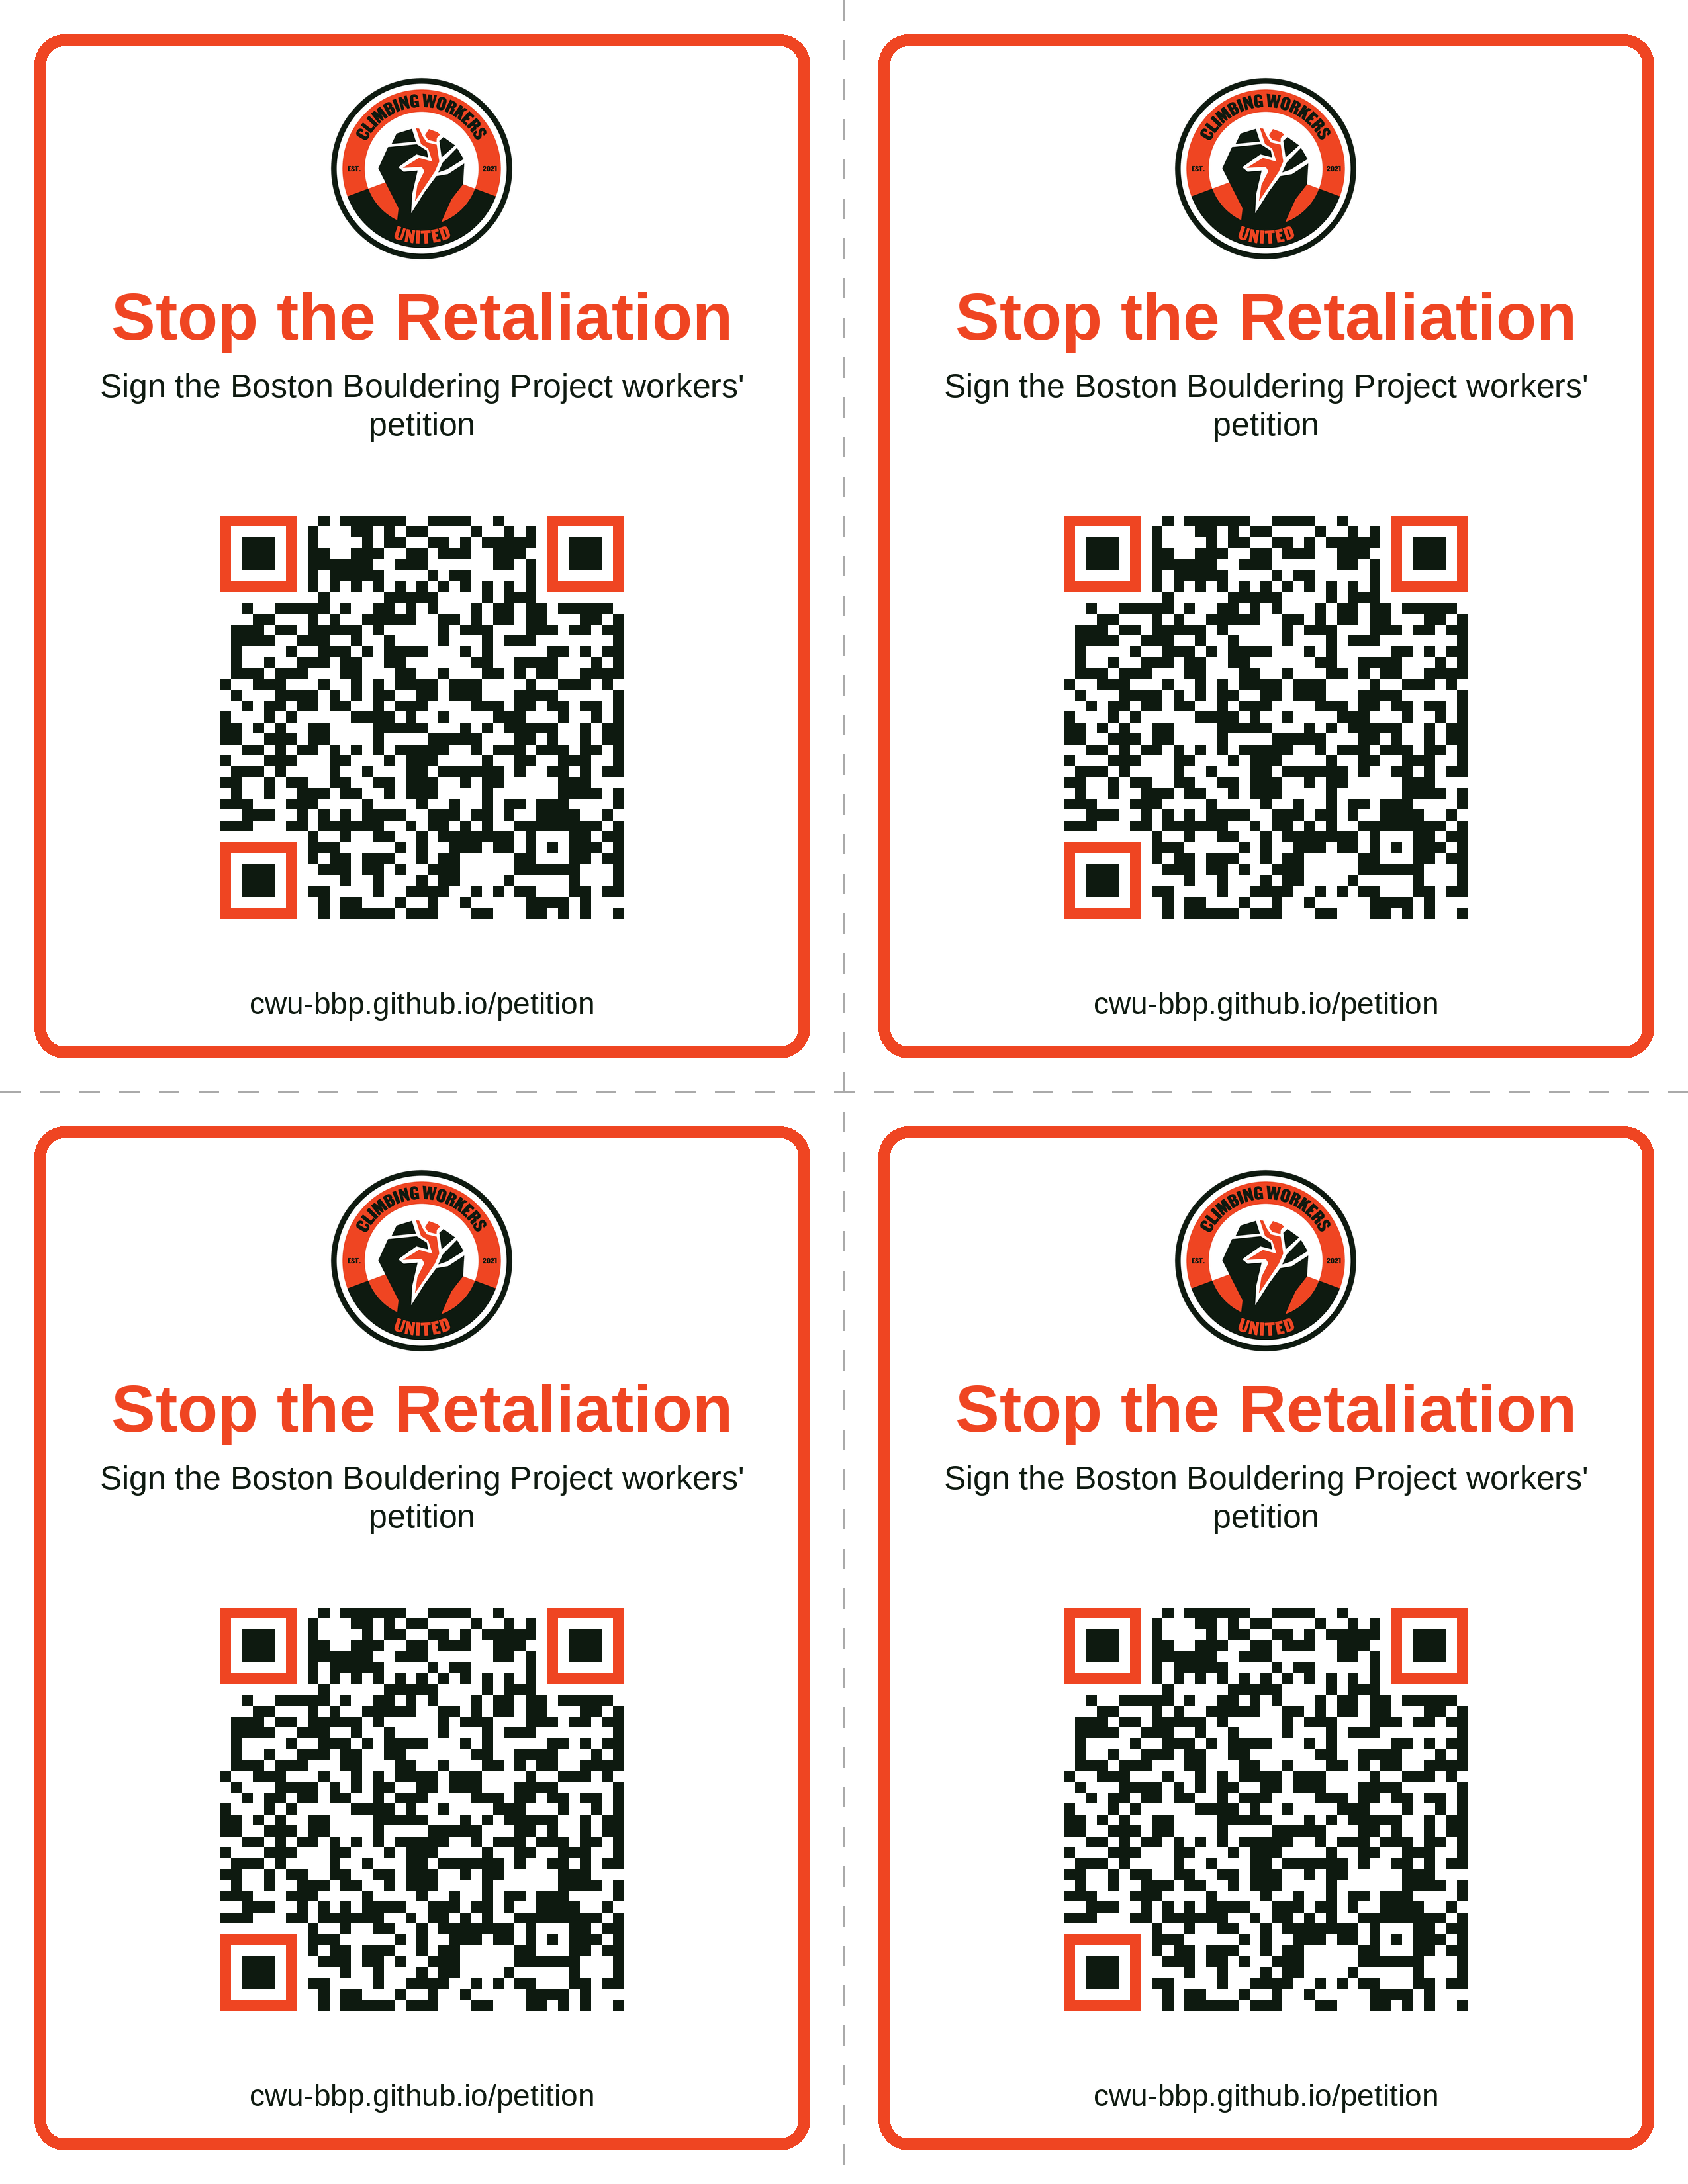 CLIMBING WORKERS
EST. 2021
UNITED
Stop the Retaliation
Sign the Boston Bouldering Project workers'
petition
cwu-bbp.github.io/petition
CLIMBING WORKERS
EST. 2021
UNITED
Stop the Retaliation
Sign the Boston Bouldering Project workers'
petition
cwu-bbp.github.io/petition
CLIMBING WORKERS
EST. 2021
UNITED
Stop the Retaliation
Sign the Boston Bouldering Project workers'
petition
cwu-bbp.github.io/petition
CLIMBING WORKERS
EST. 2021
UNITED
Stop the Retaliation
Sign the Boston Bouldering Project workers'
petition
cwu-bbp.github.io/petition